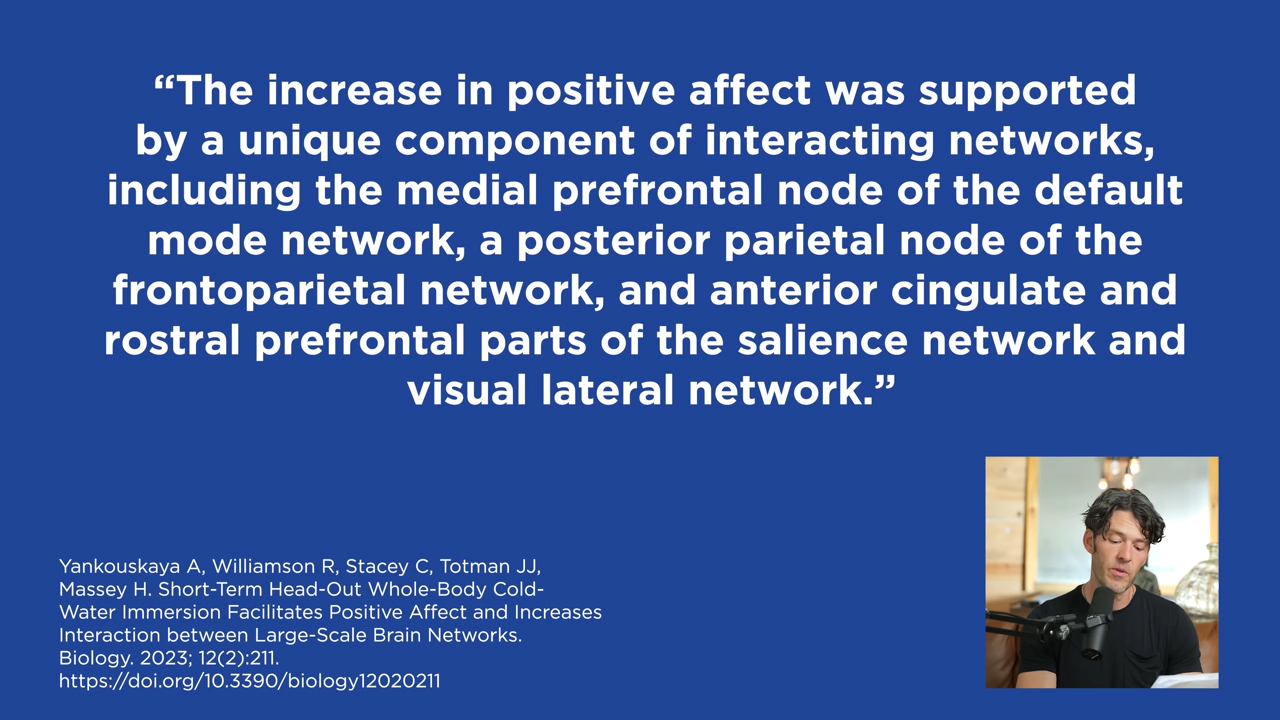 “The increase in positive affect was supported
by a unique component of interacting networks,
including the medial prefrontal node of the default
mode network, a posterior parietal node of the
frontoparietal network, and anterior cingulate and
rostral prefrontal parts of the salience network and
visual lateral network.”
Yankouskaya A, Williamson R, Stacey C, Totman JJ,
Massey H. Short-Term Head-Out Whole-Body Cold-
Water Immersion Facilitates Positive Affect and Increases
Interaction between Large-Scale Brain Networks.
Biology. 2023; 12(2):211.
https://doi.org/10.3390/biology12020211